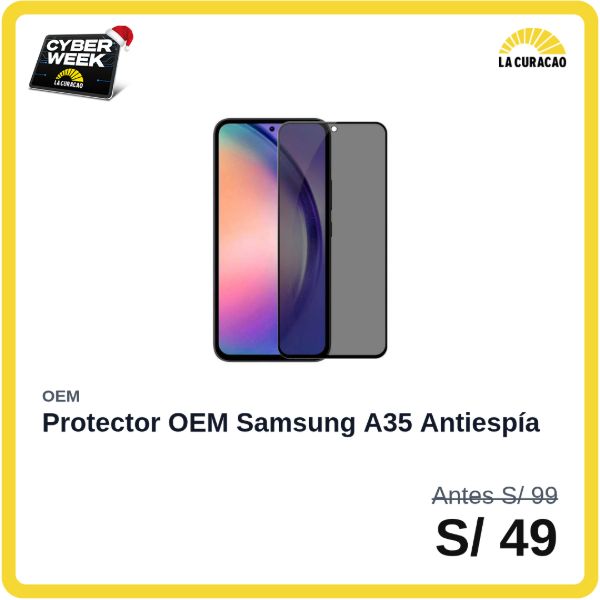 CYBER
WEEK
LA CURACAO
LA CURACAO
OEM
Protector OEM Samsung A35 Antiespía
Antes S/ 99
S/ 49